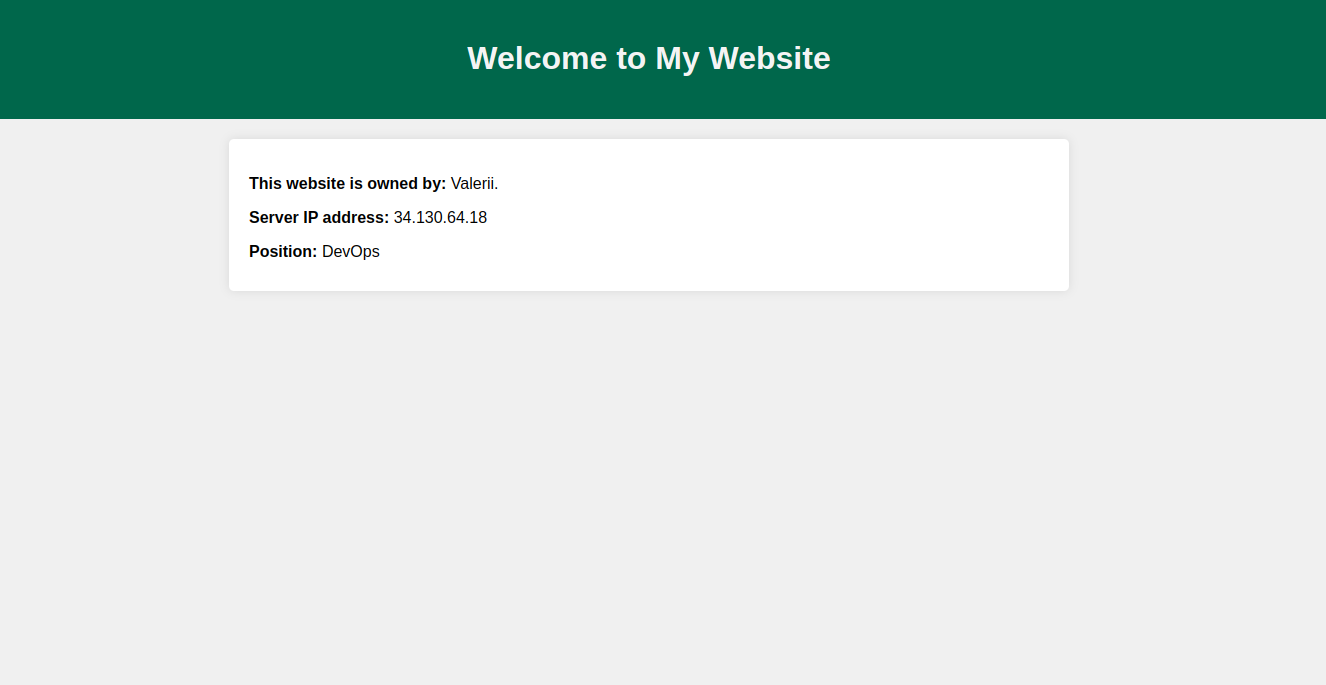 Welcome to My Website
This website is owned by: Valerii.
Server IP address: 34.130.64.18
Position: DevOps